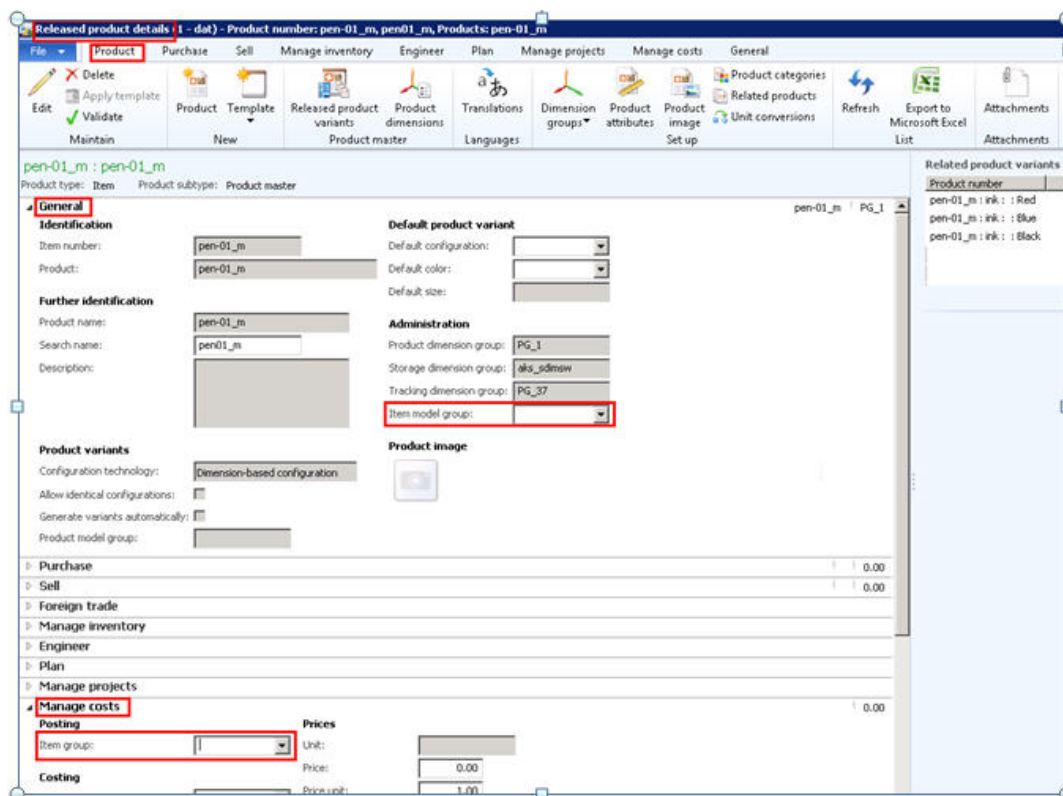 Released product details (1 - dat) - Product number: pen-01_m, pen01_m, Products: pen-01_m
File Product Purchase Sell Manage inventory Engineer Plan Manage projects Manage costs General
Edit
Delete
Apply template
Validate
Maintain
Product Template
New
Released product variants
Product dimensions
Product master
Translations
Languages
Dimension groups
Product attributes
Product image
Product categories
Related products
Unit conversions
Set up
Refresh
Export to Microsoft Excel
List
Attachments
Attachments
pen-01_m : pen-01_m
Product type: Item Product subtype: Product master
General pen-01_m PG_1
Identification
Item number: pen-01_m
Product: pen-01_m
Further identification
Product name: pen-01_m
Search name: pen01_m
Description:
Product variants
Configuration technology: Dimension-based configuration
Allow identical configurations:
Generate variants automatically:
Product model group:
Default product variant
Default configuration:
Default color:
Default size:
Administration
Product dimension group: PG_1
Storage dimension group: aks_sdmsw
Tracking dimension group: PG_37
Item model group:
Product image
Purchase 0.00
Sell 0.00
Foreign trade
Manage inventory
Engineer
Plan
Manage projects
Manage costs 0.00
Posting
Item group:
Costing
Prices
Unit:
Price: 0.00
Price unit: 1.00
Related product variants
Product number
pen-01_m : ink : : Red
pen-01_m : ink : : Blue
pen-01_m : ink : : Black